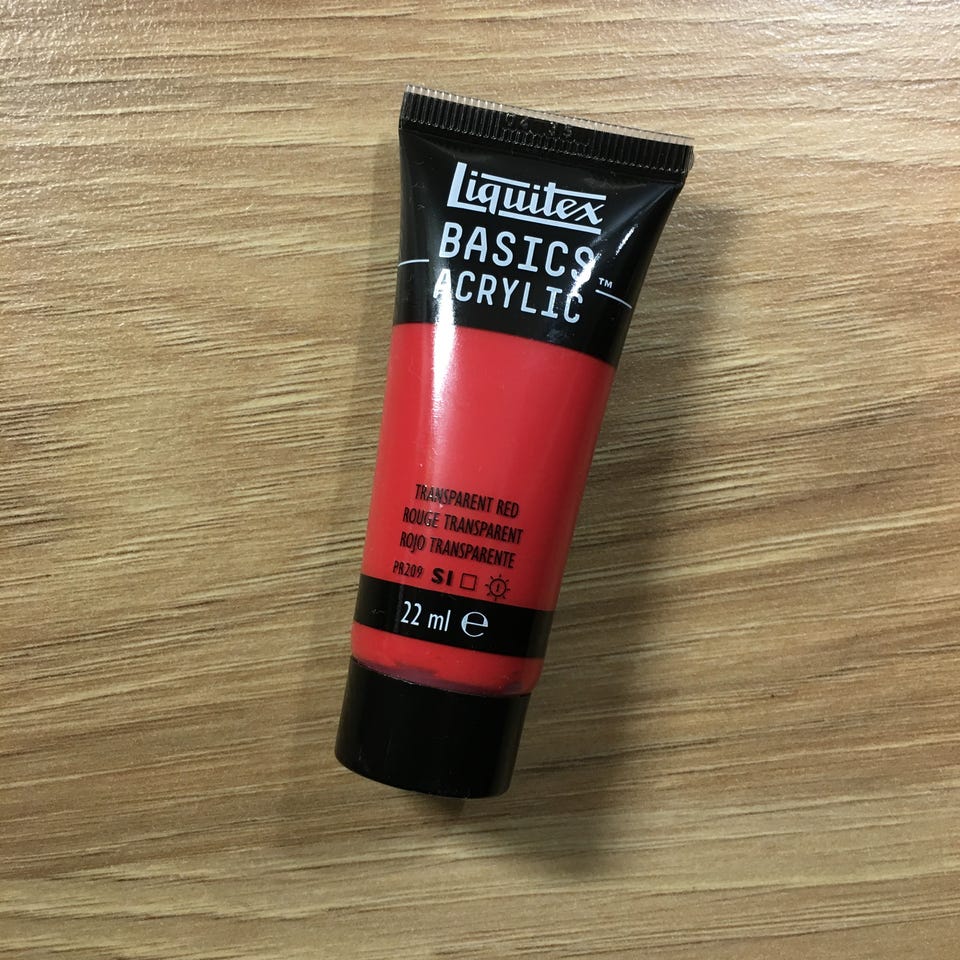 Liquitex
BASICS
ACRYLIC™
TRANSPARENT RED
ROUGE TRANSPARENT
ROJO TRANSPARENTE
PR209 SI I
22 ml ℮